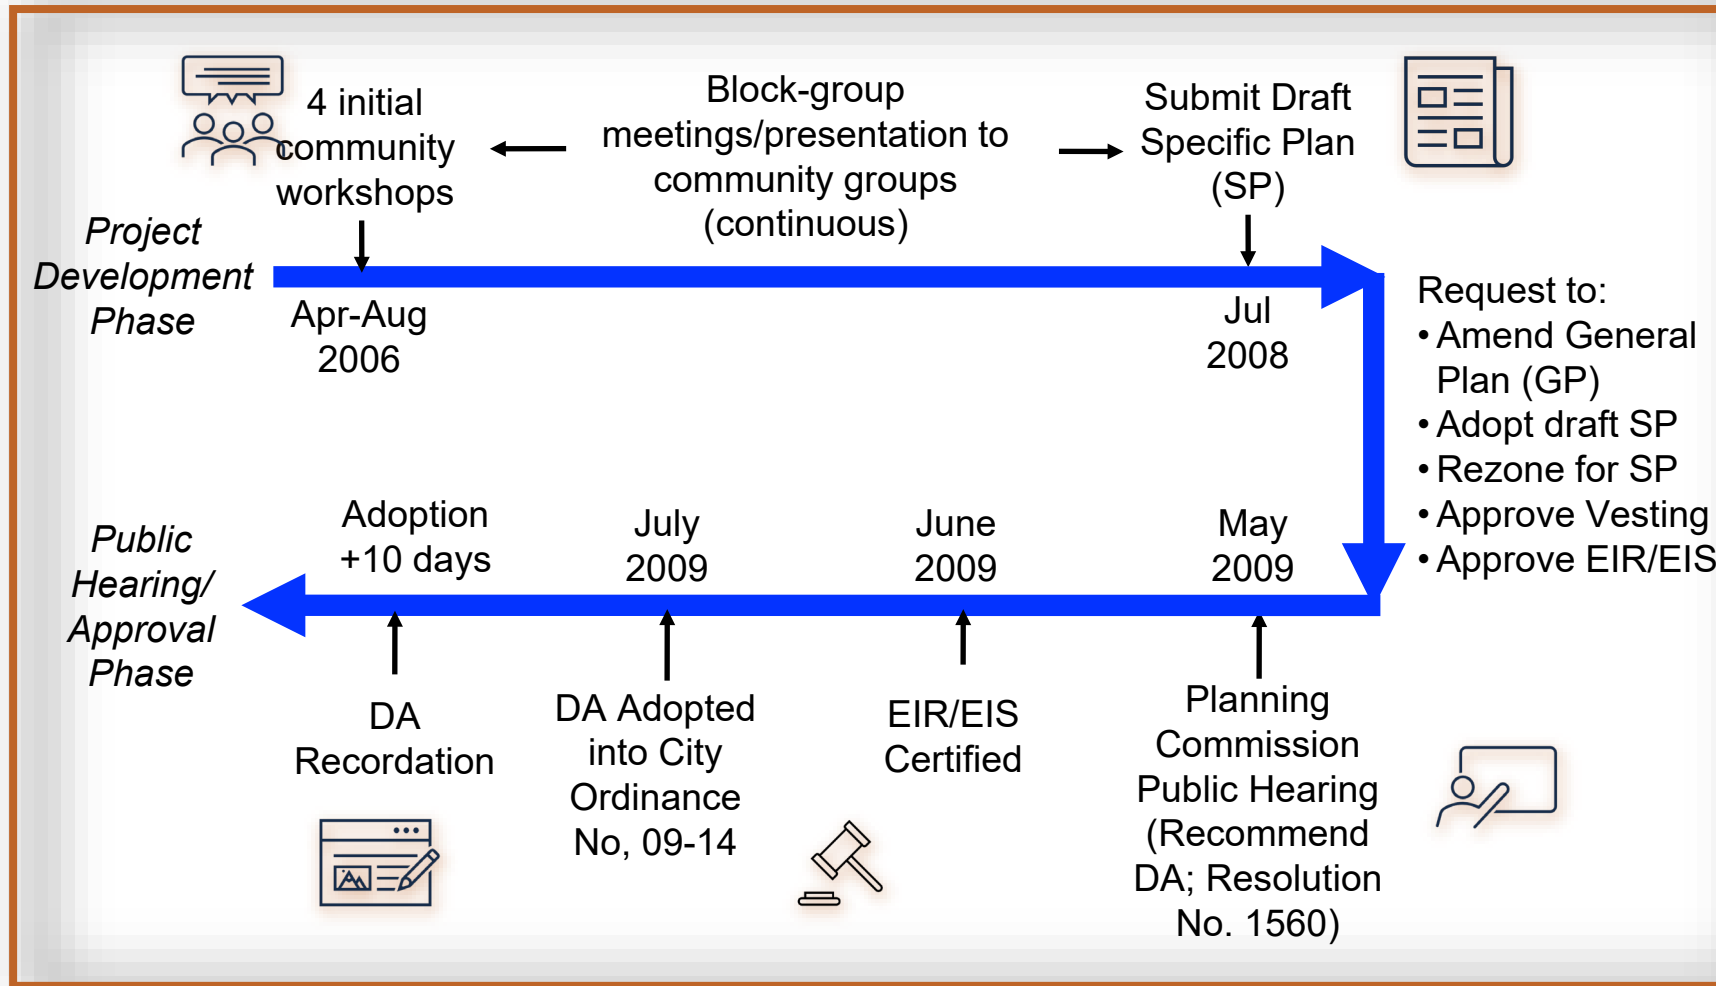 4 initial
community
workshops
Block-group
meetings/presentation to
community groups
(continuous)
Submit Draft
Specific Plan
(SP)
Project
Development
Phase
Apr-Aug
2006
Jul
2008
Request to:
• Amend General
Plan (GP)
• Adopt draft SP
• Rezone for SP
• Approve Vesting
• Approve EIR/EIS
Public
Hearing/
Approval
Phase
Adoption
+10 days
July
2009
June
2009
May
2009
DA
Recordation
DA Adopted
into City
Ordinance
No, 09-14
EIR/EIS
Certified
Planning
Commission
Public Hearing
(Recommend
DA; Resolution
No. 1560)